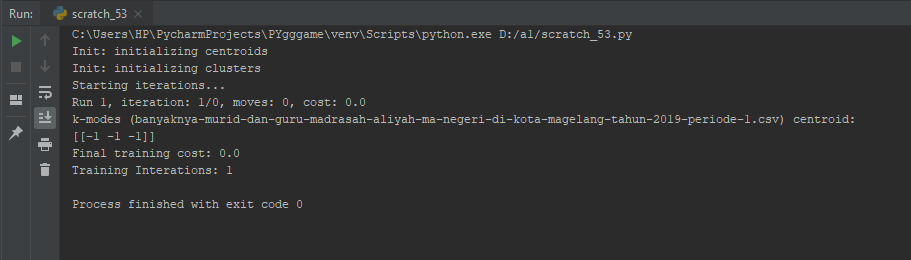 Run:
scratch_53
C:\Users\HP\PycharmProjects\PYgggame\venv\Scripts\python.exe D:/a1/scratch_53.py
Init: initializing centroids
Init: initializing clusters
Starting iterations...
Run 1, iteration: 1/0, moves: 0, cost: 0.0
k-modes (banyaknya-murid-dan-guru-madrasah-aliyah-ma-negeri-di-kota-magelang-tahun-2019-periode-1.csv) centroid:
[[-1 -1 -1]]
Final training cost: 0.0
Training Interations: 1
Process finished with exit code 0